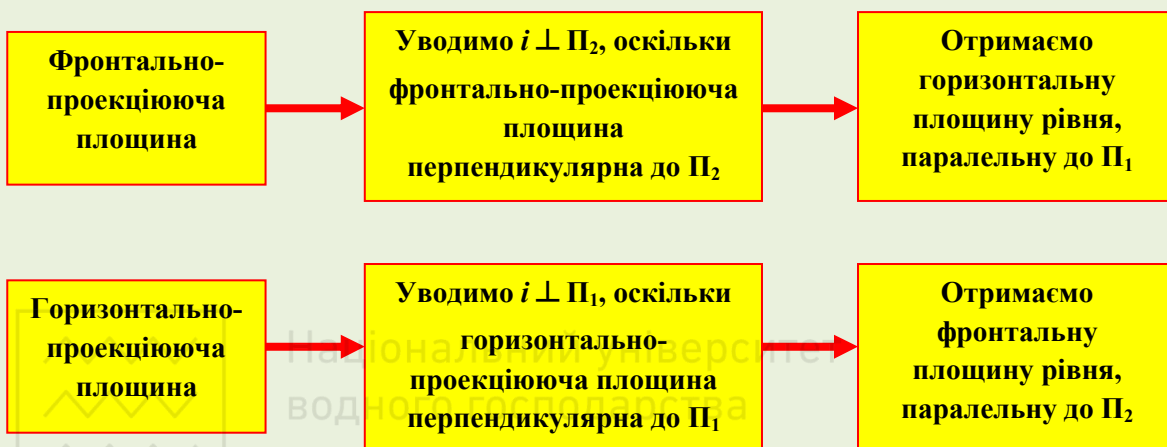 Фронтально-
проекціююча
площина
Уводимо i ⊥ П₂, оскільки
фронтально-проекціююча
площина
перпендикулярна до П₂
Отримаємо
горизонтальну
площину рівня,
паралельну до П₁
Горизонтально-
проекціююча
площина
Уводимо i ⊥ П₁, оскільки
горизонтально-
проекціююча площина
перпендикулярна до П₁
Отримаємо
фронтальну
площину рівня,
паралельну до П₂
Національний університет
водного господарства